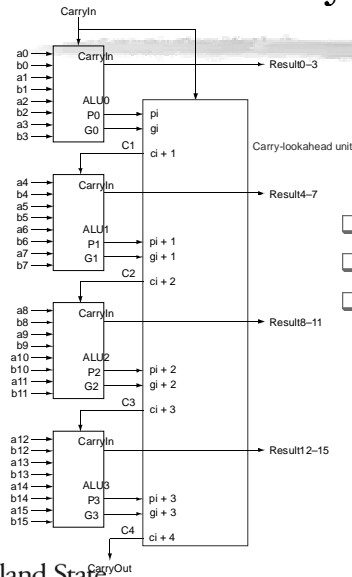 CarryIn
y
a0
b0
a1
b1
a2
b2
a3
b3
CarryIn
ALU0
P0
G0
pi
gi
Result0–3
C1
ci + 1
Carry-lookahead unit
a4
b4
a5
b5
a6
b6
a7
b7
CarryIn
ALU1
P1
G1
pi + 1
gi + 1
Result4–7
C2
ci + 2
a8
b8
a9
b9
a10
b10
a11
b11
CarryIn
ALU2
P2
G2
pi + 2
gi + 2
Result8–11
C3
ci + 3
a12
b12
a13
b13
a14
b14
a15
b15
CarryIn
ALU3
P3
G3
pi + 3
gi + 3
Result12–15
C4
ci + 4
CarryOut
land State